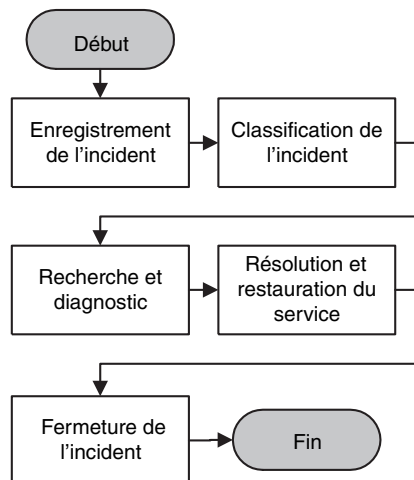 Début
Enregistrement
de l’incident
Classification de
l’incident
Recherche et
diagnostic
Résolution et
restauration du
service
Fermeture de
l’incident
Fin